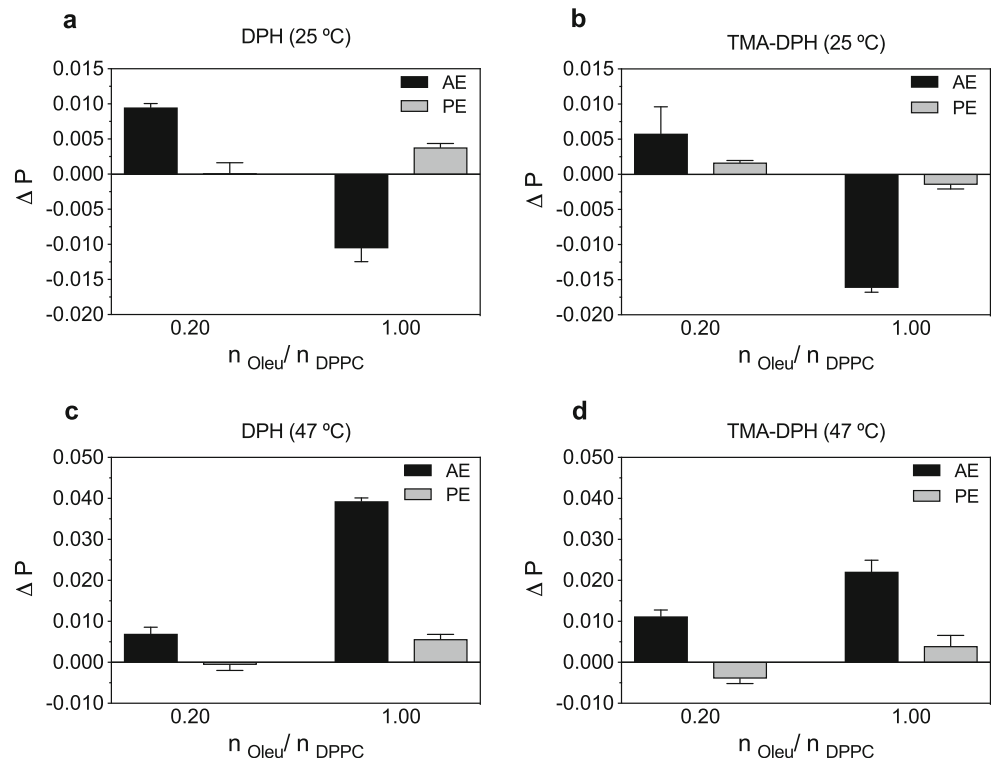 a
DPH (25 ºC)
0.015
0.010
0.005
0.000
-0.005
-0.010
-0.015
-0.020
Δ P
AE
PE
0.20 1.00
n Oleu / n DPPC
b
TMA-DPH (25 ºC)
0.015
0.010
0.005
0.000
-0.005
-0.010
-0.015
-0.020
Δ P
AE
PE
0.20 1.00
n Oleu / n DPPC
c
DPH (47 ºC)
0.050
0.040
0.030
0.020
0.010
0.000
-0.010
Δ P
AE
PE
0.20 1.00
n Oleu / n DPPC
d
TMA-DPH (47 ºC)
0.050
0.040
0.030
0.020
0.010
0.000
-0.010
Δ P
AE
PE
0.20 1.00
n Oleu / n DPPC